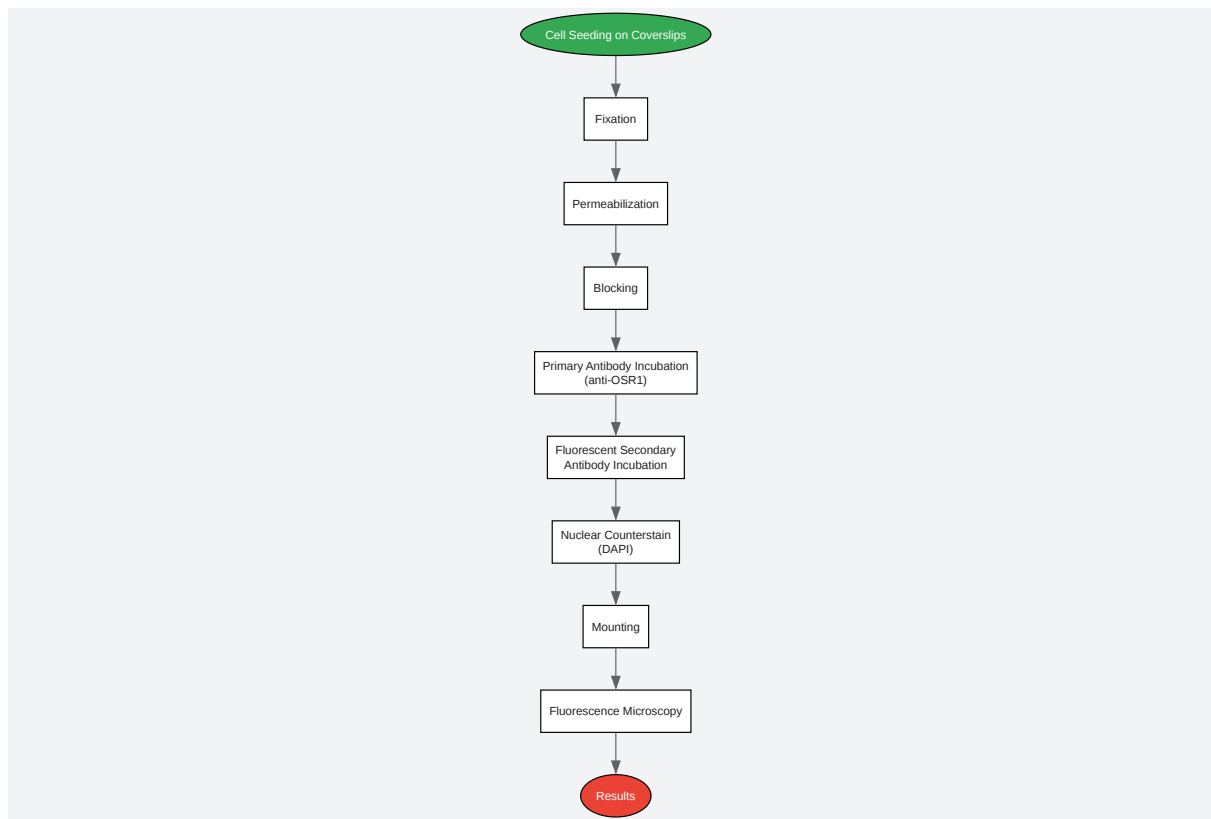 Cell Seeding on Coverslips
Fixation
Permeabilization
Blocking
Primary Antibody Incubation
(anti-OSR1)
Fluorescent Secondary
Antibody Incubation
Nuclear Counterstain
(DAPI)
Mounting
Fluorescence Microscopy
Results